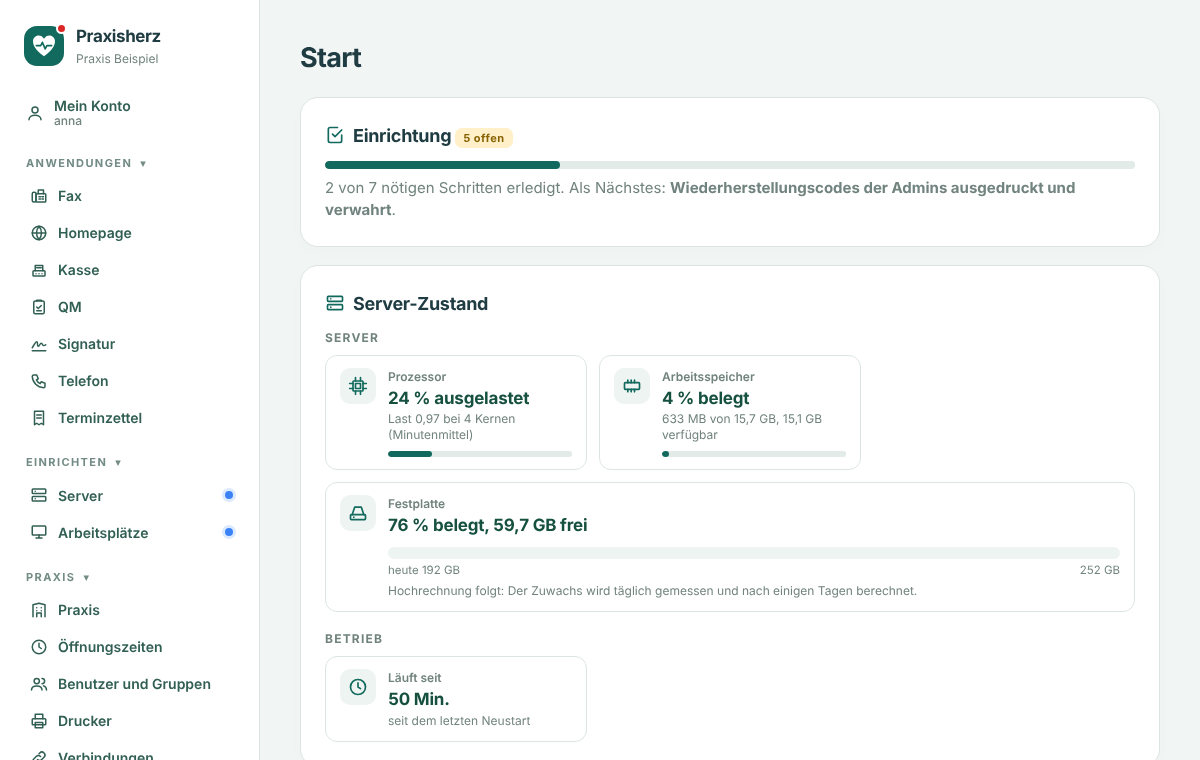 Praxisherz
Praxis Beispiel
Mein Konto
anna
ANWENDUNGEN ▾
Fax
Homepage
Kasse
QM
Signatur
Telefon
Terminzettel
EINRICHTEN ▾
Server
Arbeitsplätze
PRAXIS ▾
Praxis
Öffnungszeiten
Benutzer und Gruppen
Drucker
Verbindungen
Start
Einrichtung 5 offen
2 von 7 nötigen Schritten erledigt. Als Nächstes: Wiederherstellungscodes der Admins ausgedruckt und
verwahrt.
Server-Zustand
SERVER
Prozessor
24 % ausgelastet
Last 0,97 bei 4 Kernen
(Minutenmittel)
Arbeitsspeicher
4 % belegt
633 MB von 15,7 GB, 15,1 GB
verfügbar
Festplatte
76 % belegt, 59,7 GB frei
heute 192 GB
252 GB
Hochrechnung folgt: Der Zuwachs wird täglich gemessen und nach einigen Tagen berechnet.
BETRIEB
Läuft seit
50 Min.
seit dem letzten Neustart